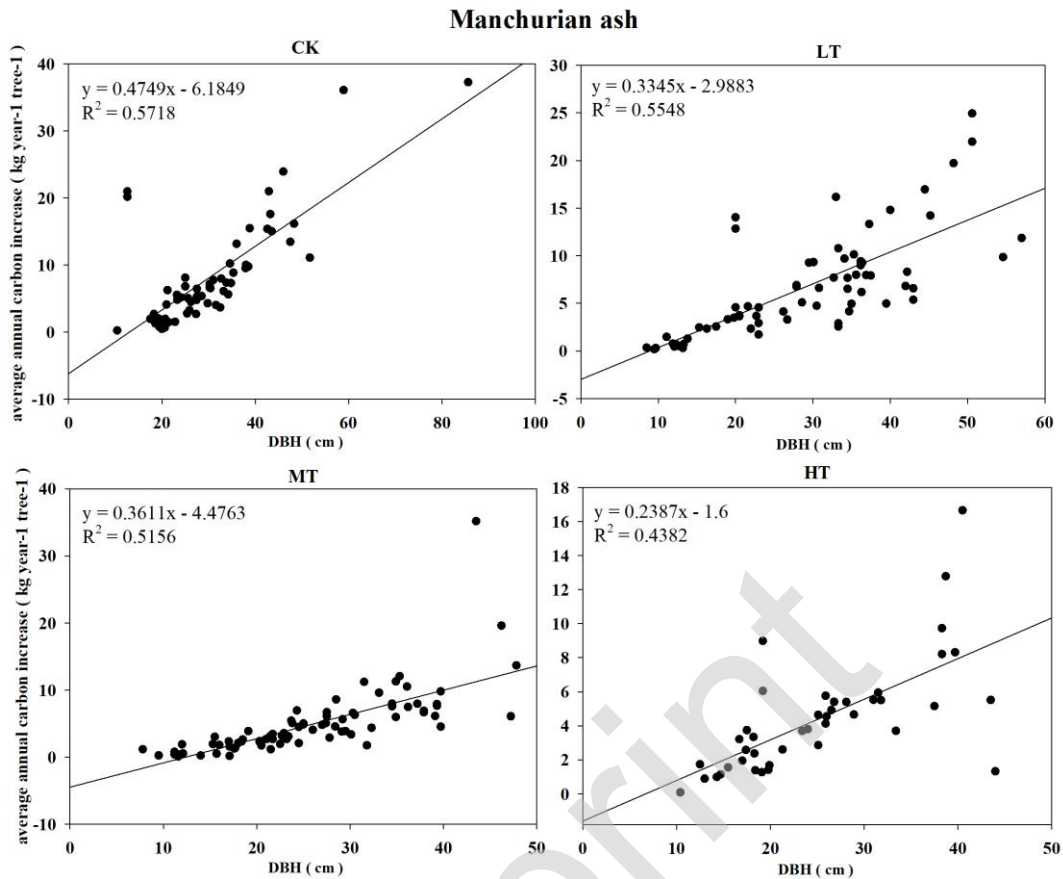 Manchurian ash
CK
average annual carbon increase ( kg year-1 tree-1 )
y = 0.4749x - 6.1849
R² = 0.5718
40
30
20
10
0
-10
0 20 40 60 80 100
DBH ( cm )
LT
y = 0.3345x - 2.9883
R² = 0.5548
30
25
20
15
10
5
0
-5
0 10 20 30 40 50 60
DBH ( cm )
MT
average annual carbon increase ( kg year-1 tree-1 )
y = 0.3611x - 4.4763
R² = 0.5156
40
30
20
10
0
-10
0 10 20 30 40 50
DBH ( cm )
HT
y = 0.2387x - 1.6
R² = 0.4382
18
16
14
12
10
8
6
4
2
0
0 10 20 30 40 50
DBH ( cm )
print